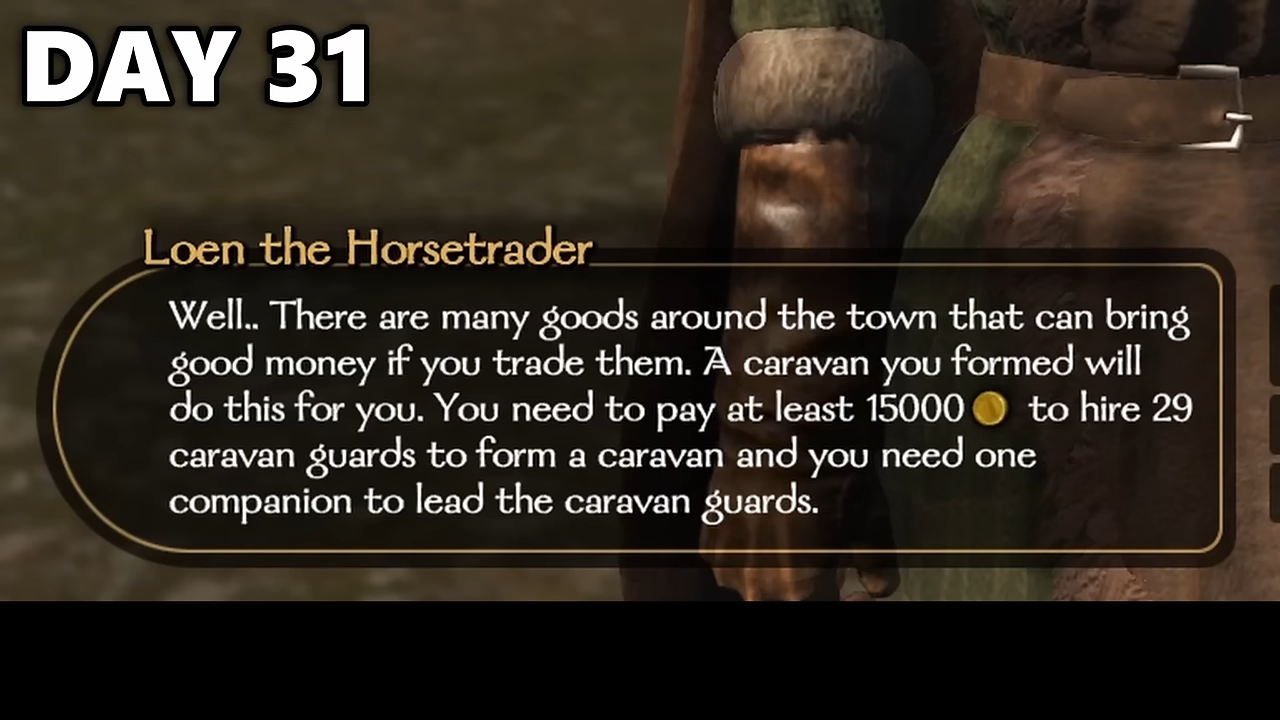 DAY 31
Loen the Horsetrader
Well.. There are many goods around the town that can bring
good money if you trade them. A caravan you formed will
do this for you. You need to pay at least 15000 to hire 29
caravan guards to form a caravan and you need one
companion to lead the caravan guards.